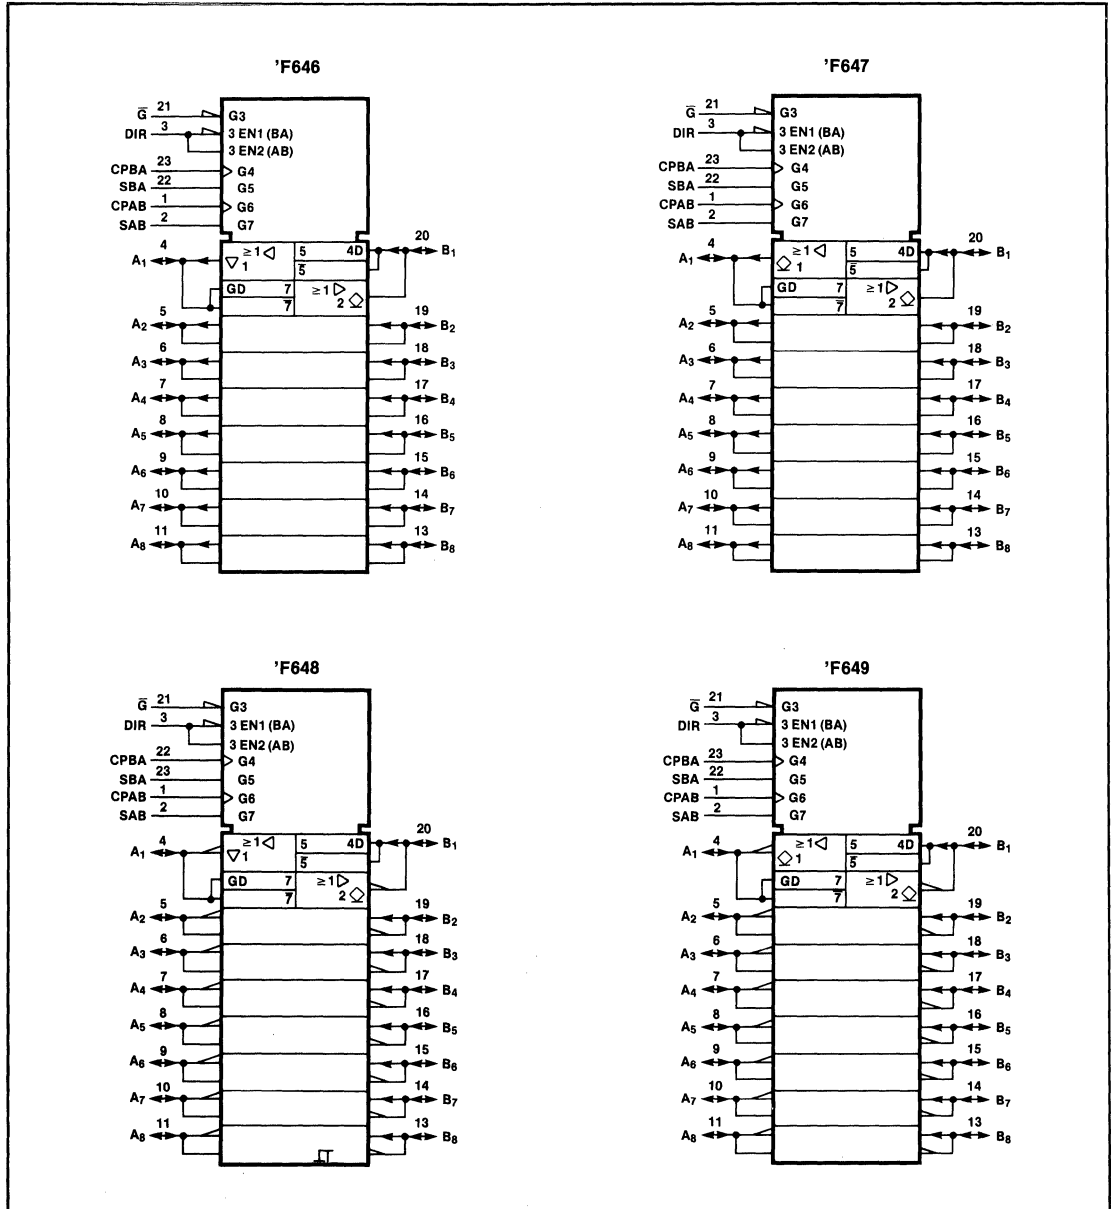 'F646
G̅ 21 G3
DIR 3 3 EN1 (BA)
3 EN2 (AB)
CPBA 23 G4
SBA 22 G5
CPAB 1 G6
SAB 2 G7
A1 4 ≥1 1 5 4D 20 B1
5̅
GD 7 ≥1
7̅ 2
A2 5 19 B2
A3 6 18 B3
A4 7 17 B4
A5 8 16 B5
A6 9 15 B6
A7 10 14 B7
A8 11 13 B8
'F647
G̅ 21 G3
DIR 3 3 EN1 (BA)
3 EN2 (AB)
CPBA 23 G4
SBA 22 G5
CPAB 1 G6
SAB 2 G7
A1 4 ≥1 1 5 4D 20 B1
5̅
GD 7 ≥1
7̅ 2
A2 5 19 B2
A3 6 18 B3
A4 7 17 B4
A5 8 16 B5
A6 9 15 B6
A7 10 14 B7
A8 11 13 B8
'F648
G̅ 21 G3
DIR 3 3 EN1 (BA)
3 EN2 (AB)
CPBA 22 G4
SBA 23 G5
CPAB 1 G6
SAB 2 G7
A1 4 ≥1 1 5 4D 20 B1
5̅
GD 7 ≥1
7̅ 2
A2 5 19 B2
A3 6 18 B3
A4 7 17 B4
A5 8 16 B5
A6 9 15 B6
A7 10 14 B7
A8 11 13 B8
'F649
G̅ 21 G3
DIR 3 3 EN1 (BA)
3 EN2 (AB)
CPBA 23 G4
SBA 22 G5
CPAB 1 G6
SAB 2 G7
A1 4 ≥1 1 5 4D 20 B1
5̅
GD 7 ≥1
7̅ 2
A2 5 19 B2
A3 6 18 B3
A4 7 17 B4
A5 8 16 B5
A6 9 15 B6
A7 10 14 B7
A8 11 13 B8